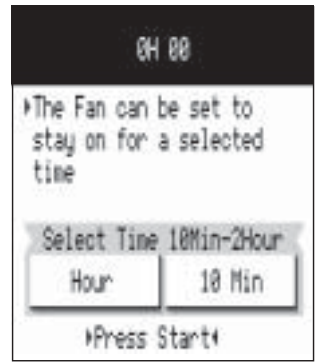 0H 00
▶The Fan can be set to
stay on for a selected
time
Select Time 10Min-2Hour
Hour 10 Min
▶Press Start◀